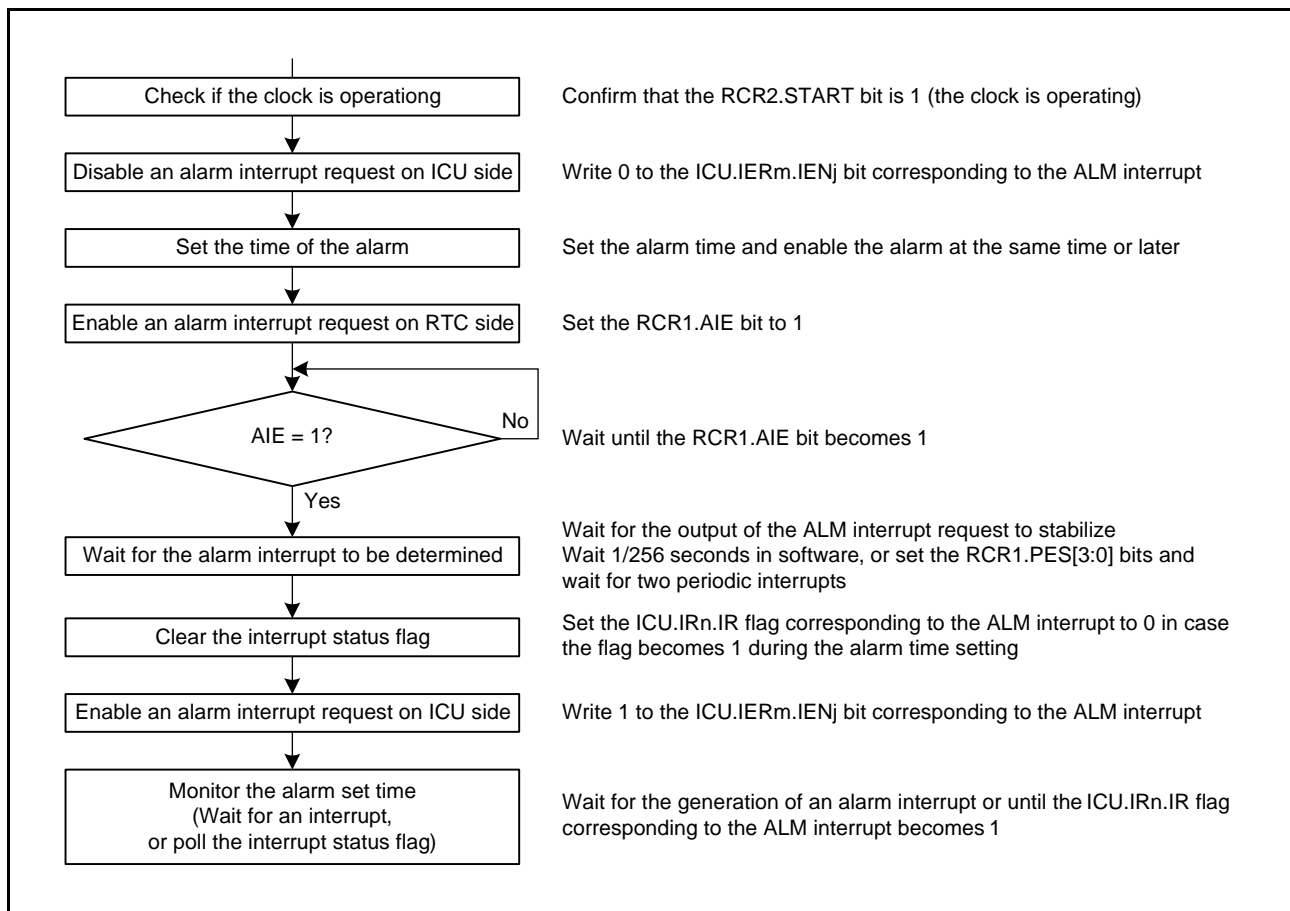 Check if the clock is operationg
Confirm that the RCR2.START bit is 1 (the clock is operating)
Disable an alarm interrupt request on ICU side
Write 0 to the ICU.IERm.IENj bit corresponding to the ALM interrupt
Set the time of the alarm
Set the alarm time and enable the alarm at the same time or later
Enable an alarm interrupt request on RTC side
Set the RCR1.AIE bit to 1
No
AIE = 1?
Wait until the RCR1.AIE bit becomes 1
Yes
Wait for the alarm interrupt to be determined
Wait for the output of the ALM interrupt request to stabilize
Wait 1/256 seconds in software, or set the RCR1.PES[3:0] bits and
wait for two periodic interrupts
Clear the interrupt status flag
Set the ICU.IRn.IR flag corresponding to the ALM interrupt to 0 in case
the flag becomes 1 during the alarm time setting
Enable an alarm interrupt request on ICU side
Write 1 to the ICU.IERm.IENj bit corresponding to the ALM interrupt
Monitor the alarm set time
(Wait for an interrupt,
or poll the interrupt status flag)
Wait for the generation of an alarm interrupt or until the ICU.IRn.IR flag
corresponding to the ALM interrupt becomes 1